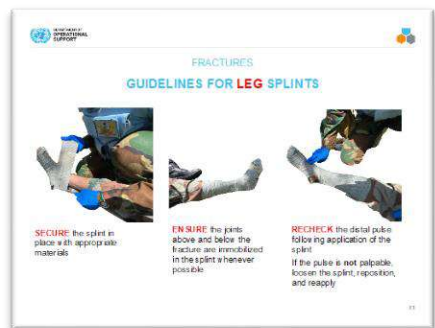 DEPARTMENT OF
OPERATIONAL
SUPPORT
FRACTURES
GUIDELINES FOR LEG SPLINTS
SECURE the splint in
place with appropriate
materials
ENSURE the joints
above and below the
fracture are immobilized
in the splint whenever
possible
RECHECK the distal pulse
following application of the
splint
If the pulse is not palpable,
loosen the splint, reposition,
and reapply